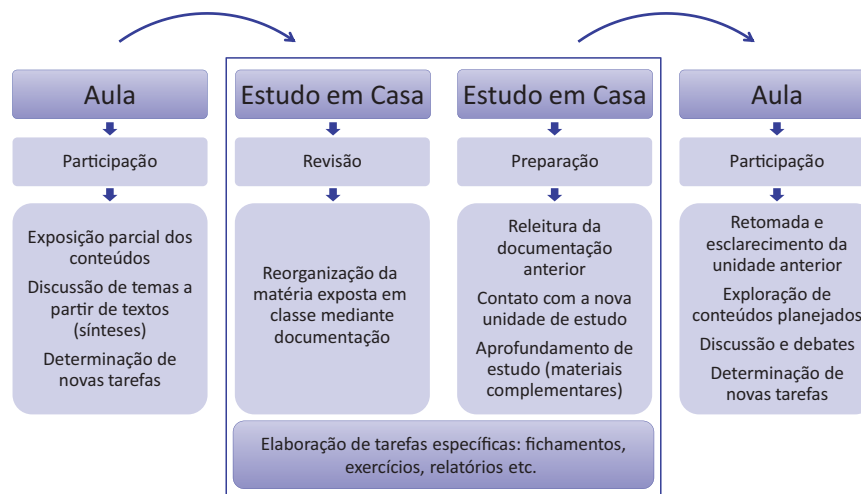 Aula
Participação
Exposição parcial dos
conteúdos
Discussão de temas a
partir de textos
(sínteses)
Determinação de
novas tarefas
Estudo em Casa
Revisão
Reorganização da
matéria exposta em
classe mediante
documentação
Estudo em Casa
Preparação
Releitura da
documentação
anterior
Contato com a nova
unidade de estudo
Aprofundamento de
estudo (materiais
complementares)
Elaboração de tarefas específicas: fichamentos,
exercícios, relatórios etc.
Aula
Participação
Retomada e
esclarecimento da
unidade anterior
Exploração de
conteúdos planejados
Discussão e debates
Determinação de
novas tarefas